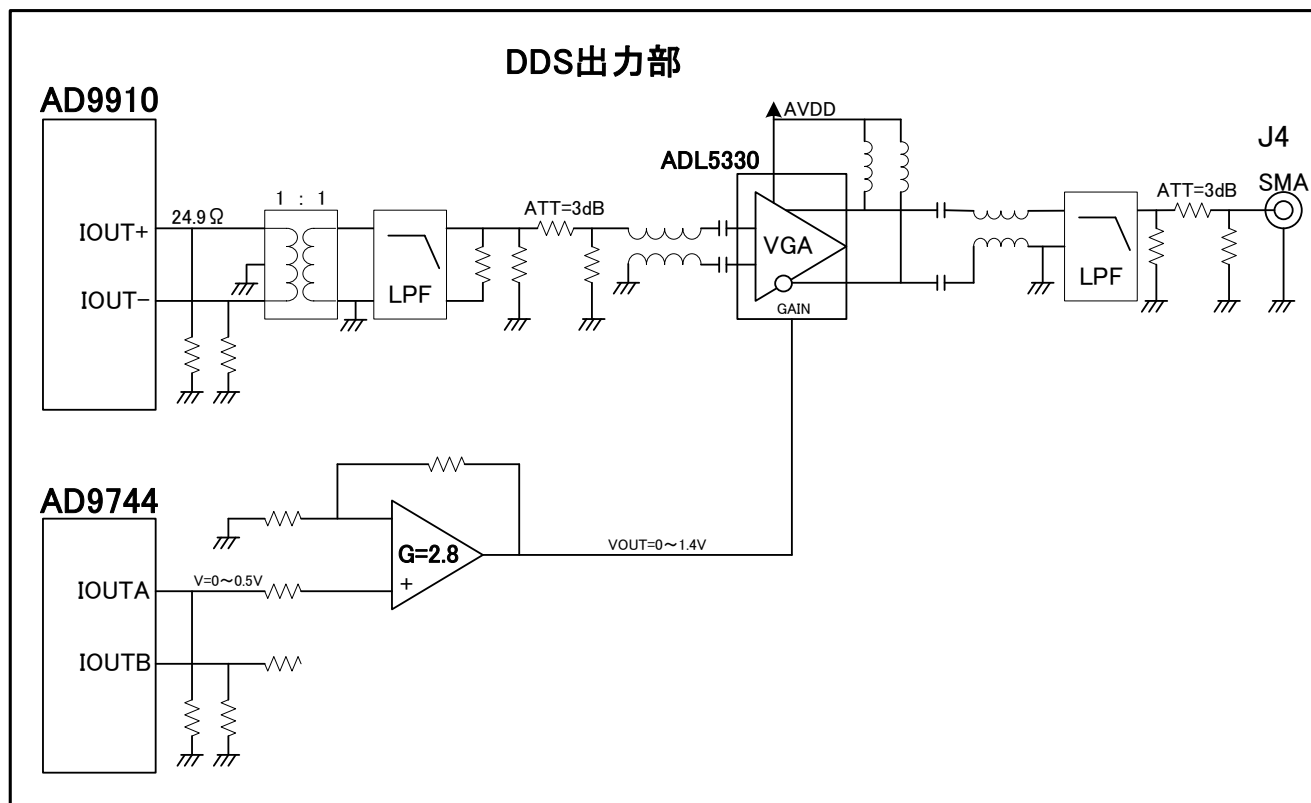 DDS出力部
AD9910
IOUT+
IOUT−
24.9Ω
1 : 1
LPF
ATT=3dB
AVDD
ADL5330
VGA
GAIN
LPF
ATT=3dB
J4
SMA
AD9744
IOUTA
IOUTB
V=0～0.5V
G=2.8
+
VOUT=0～1.4V